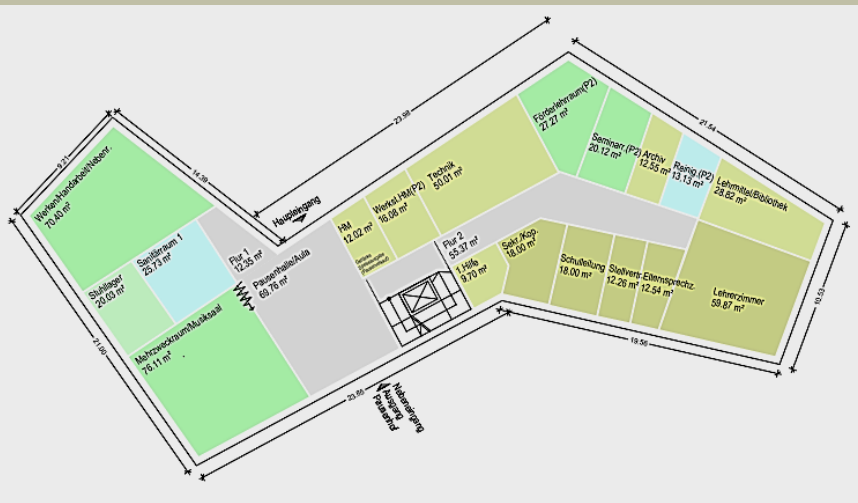 9.21
14.39
23.98
21.54
Werken/Handarbeit/Nebenr.
70.40 m²
Stuhllager
20.03 m²
Sanitärraum 1
25.73 m²
Flur 1
12.35 m²
Mehrzweckraum/Musiksaal
76.11 m²
Haupteingang
Pausenhalle/Aula
69.76 m²
HM
12.02 m²
Werkst.HM(P2)
16.08 m²
Technik
50.01 m²
Flur 2
55.37 m²
1.Hilfe
9.70 m²
Sekr./Kop.
18.00 m²
Schulleitung
18.00 m²
Stellvertr.
12.26 m²
Elternsprechz.
12.54 m²
Lehrerzimmer
59.87 m²
Förderlehrraum(P2)
27.27 m²
Seminarr.(P2)
20.12 m²
Archiv
12.55 m²
Reinig.(P2)
13.13 m²
Lehrmittel/Bibliothek
28.82 m²
21.00
19.56
10.53
Nebeneingang
Ausgang
Pausenhof